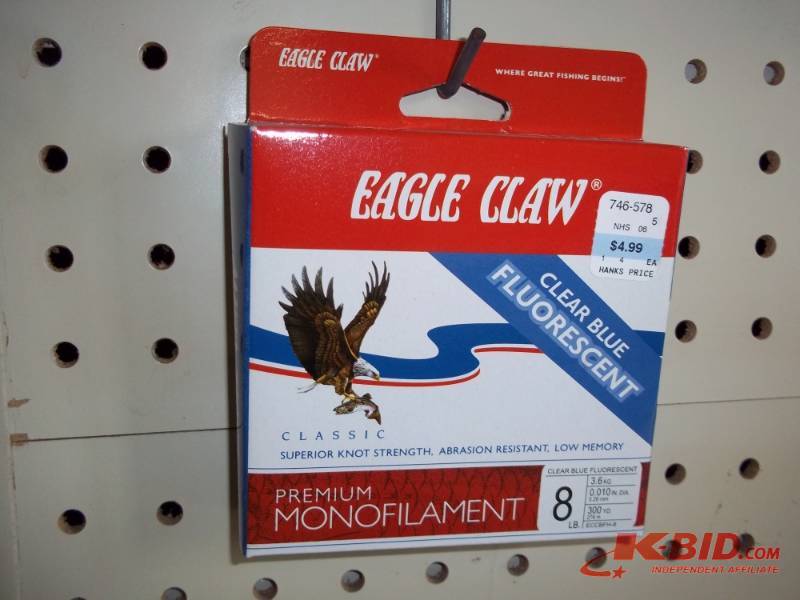 EAGLE CLAW®
WHERE GREAT FISHING BEGINS!™
EAGLE CLAW®
746-578
5
NHS 06
$4.99
1 4 EA
HANKS PRICE
CLEAR BLUE
FLUORESCENT
CLASSIC
SUPERIOR KNOT STRENGTH, ABRASION RESISTANT, LOW MEMORY
PREMIUM
MONOFILAMENT
CLEAR BLUE FLUORESCENT
8
LB.
3.6 KG
0.010 IN. DIA.
300 YD.
K-BID.COM
INDEPENDENT AFFILIATE